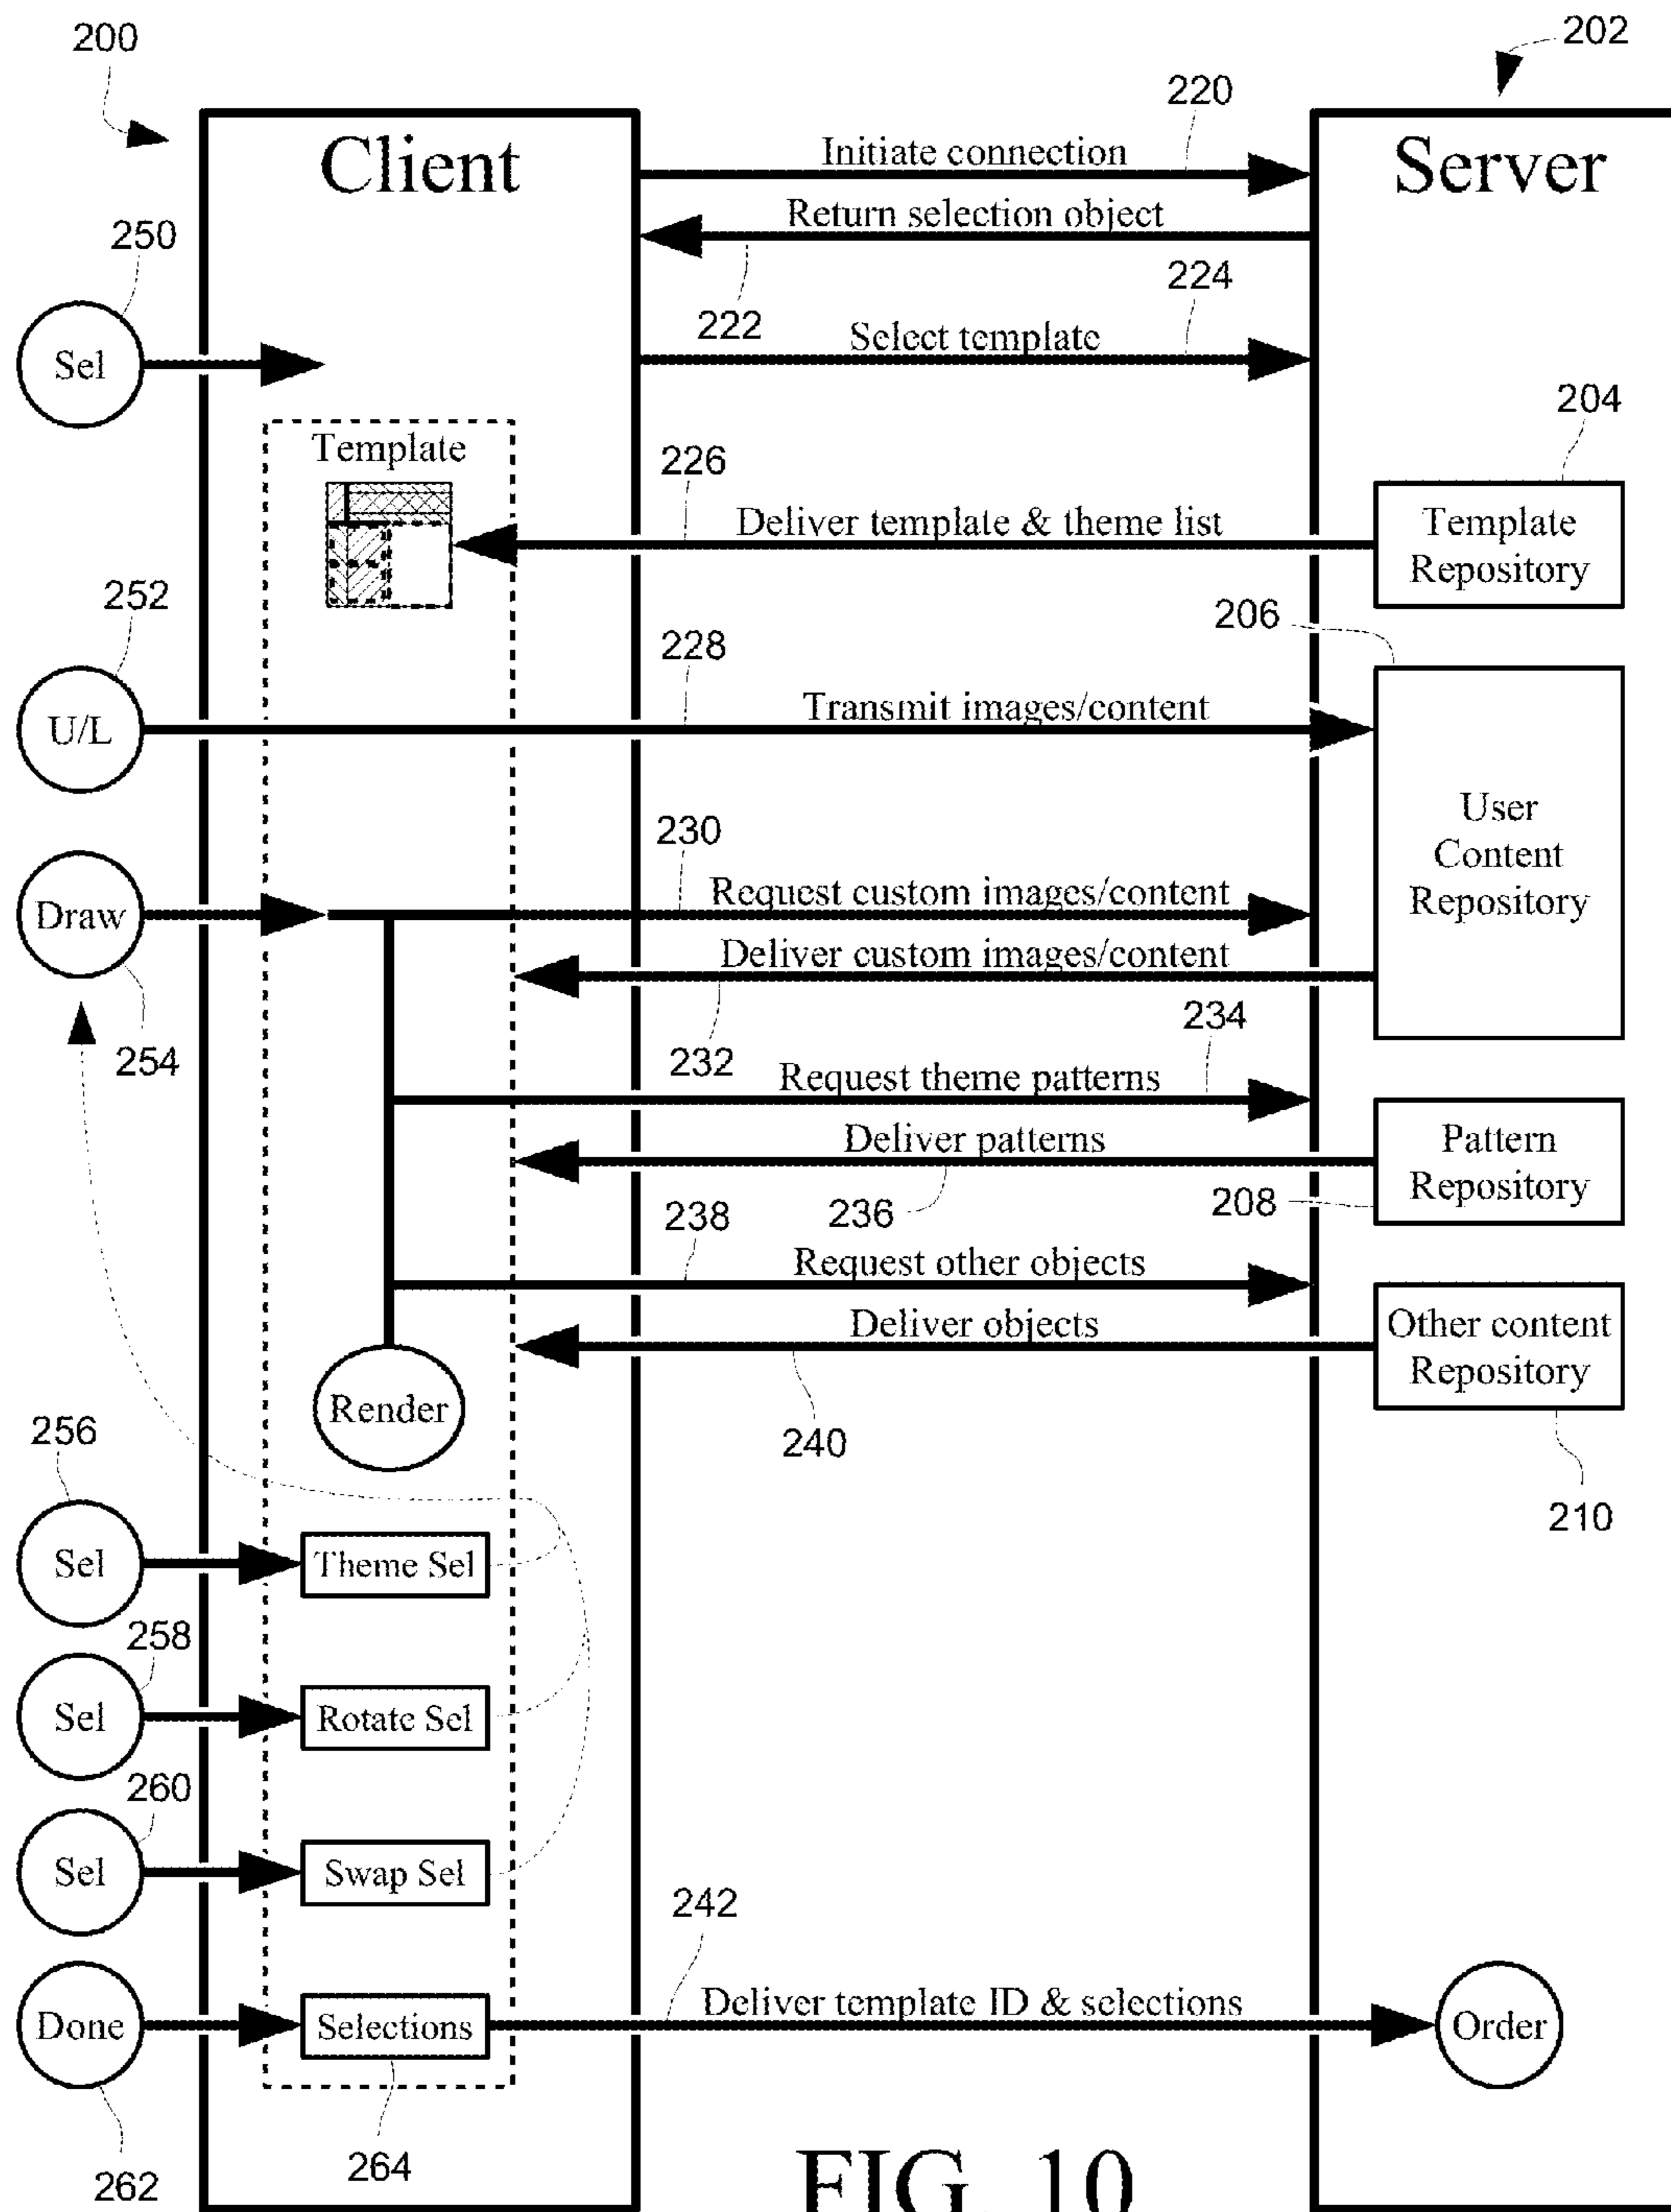 200
202
220
Client
Server
Initiate connection
Return selection object
250
224
222
Select template
Sel
204
Template
226
Deliver template & theme list
Template
Repository
252
206
228
U/L
Transmit images/content
User
Content
Repository
230
Draw
Request custom images/content
Deliver custom images/content
234
254
232
Request theme patterns
Deliver patterns
Pattern
Repository
208
238
236
Request other objects
Deliver objects
Other content
Repository
Render
240
256
210
Sel
Theme Sel
258
Sel
Rotate Sel
260
Sel
Swap Sel
242
Done
Selections
Deliver template ID & selections
Order
264
262
FIG. 10